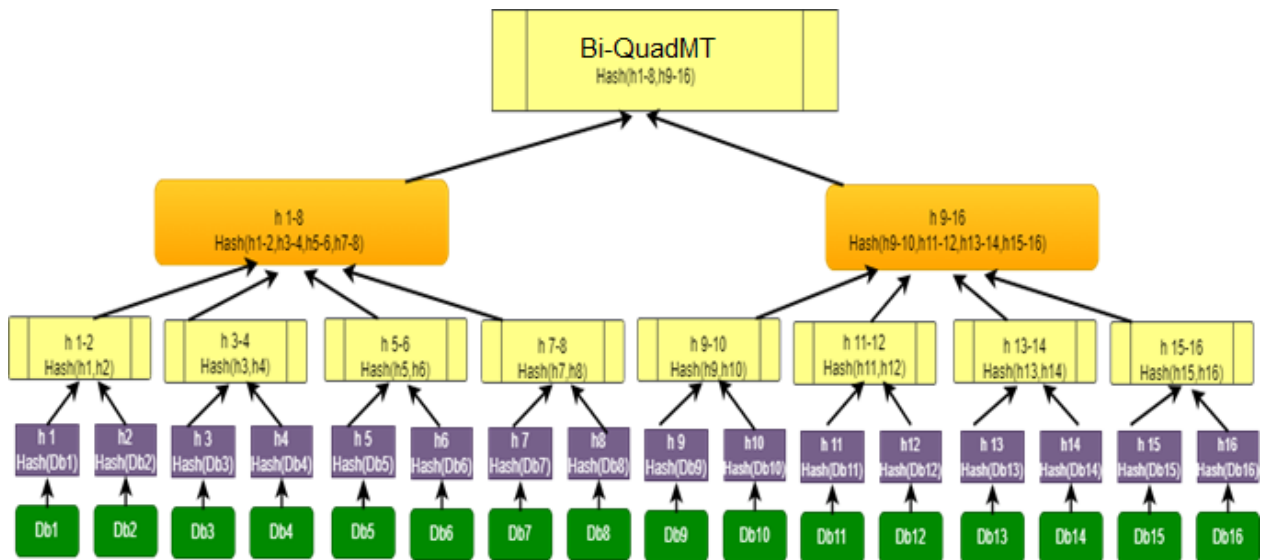 Bi-QuadMT
Hash(h1-8,h9-16)
h 1-8
Hash(h1-2,h3-4,h5-6,h7-8)
h 9-16
Hash(h9-10,h11-12,h13-14,h15-16)
h 1-2
Hash(h1,h2)
h 3-4
Hash(h3,h4)
h 5-6
Hash(h5,h6)
h 7-8
Hash(h7,h8)
h 9-10
Hash(h9,h10)
h 11-12
Hash(h11,h12)
h 13-14
Hash(h13,h14)
h 15-16
Hash(h15,h16)
h 1
Hash(Db1)
h2
Hash(Db2)
h 3
Hash(Db3)
h4
Hash(Db4)
h 5
Hash(Db5)
h6
Hash(Db6)
h 7
Hash(Db7)
h8
Hash(Db8)
h 9
Hash(Db9)
h10
Hash(Db10)
h 11
Hash(Db11)
h12
Hash(Db12)
h 13
Hash(Db13)
h14
Hash(Db14)
h 15
Hash(Db15)
h16
Hash(Db16)
Db1
Db2
Db3
Db4
Db5
Db6
Db7
Db8
Db9
Db10
Db11
Db12
Db13
Db14
Db15
Db16